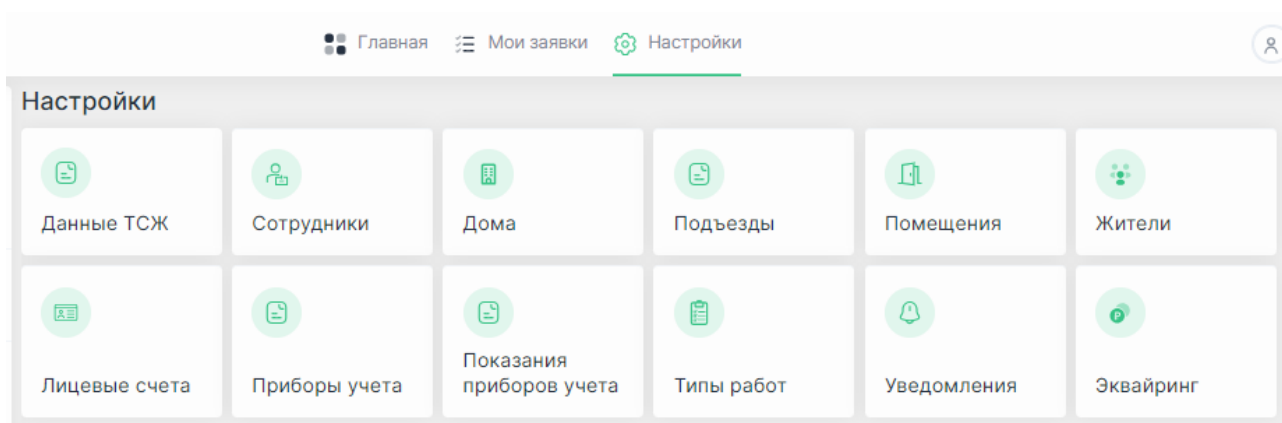 Главная Мои заявки Настройки
Настройки
Данные ТСЖ Сотрудники Дома Подъезды Помещения Жители
Лицевые счета Приборы учета Показания приборов учета Типы работ Уведомления Эквайринг